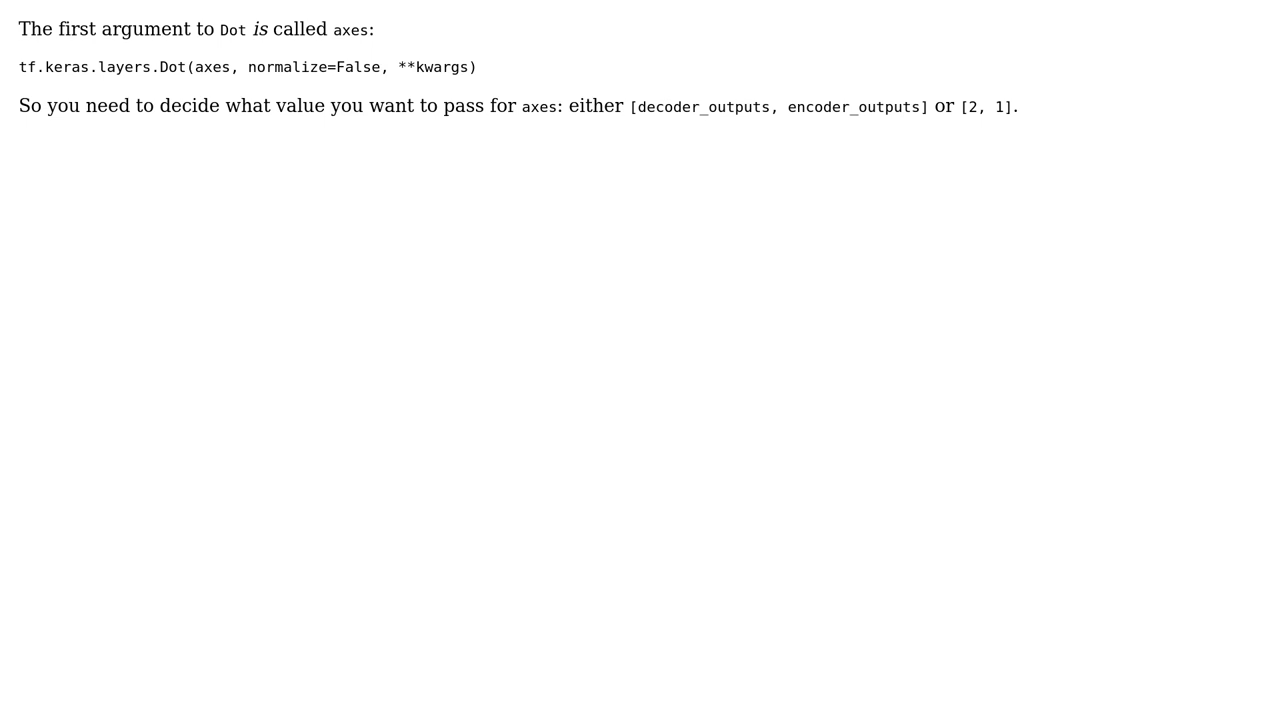 The first argument to Dot is called axes:
tf.keras.layers.Dot(axes, normalize=False, **kwargs)
So you need to decide what value you want to pass for axes: either [decoder_outputs, encoder_outputs] or [2, 1].